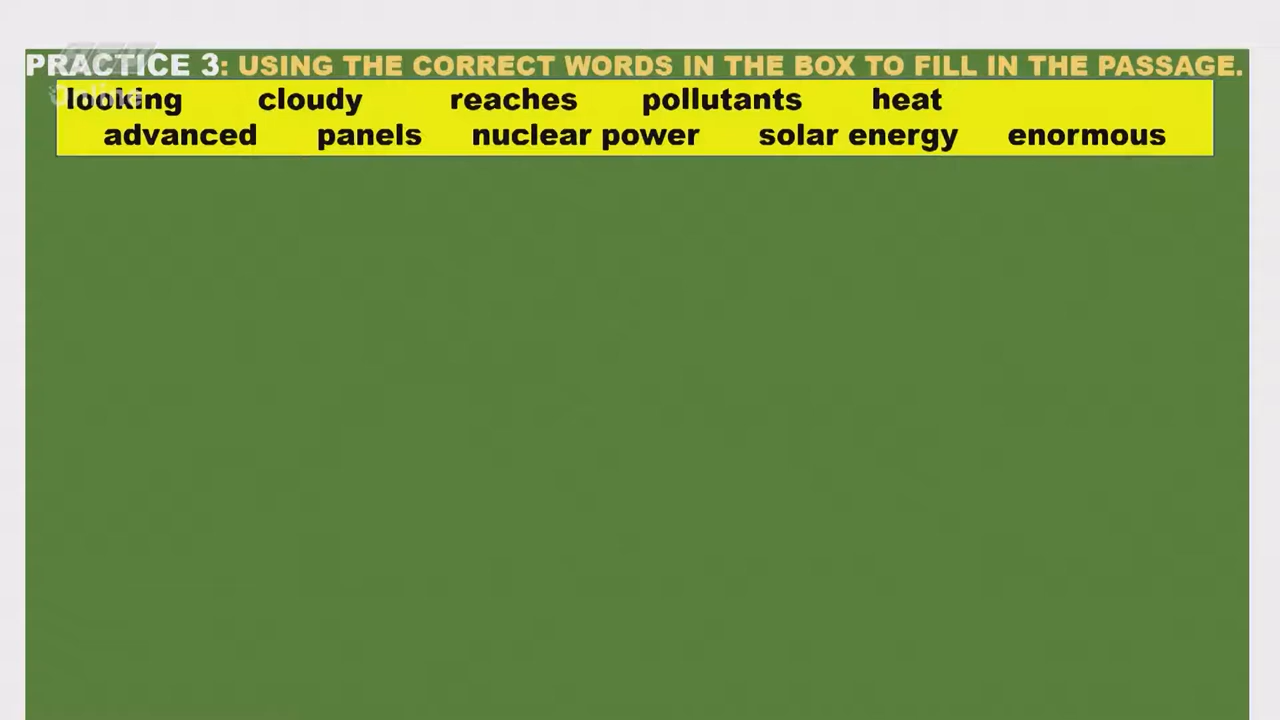 PRACTICE 3: USING THE CORRECT WORDS IN THE BOX TO FILL IN THE PASSAGE.
looking cloudy reaches pollutants heat
advanced panels nuclear power solar energy enormous
Online